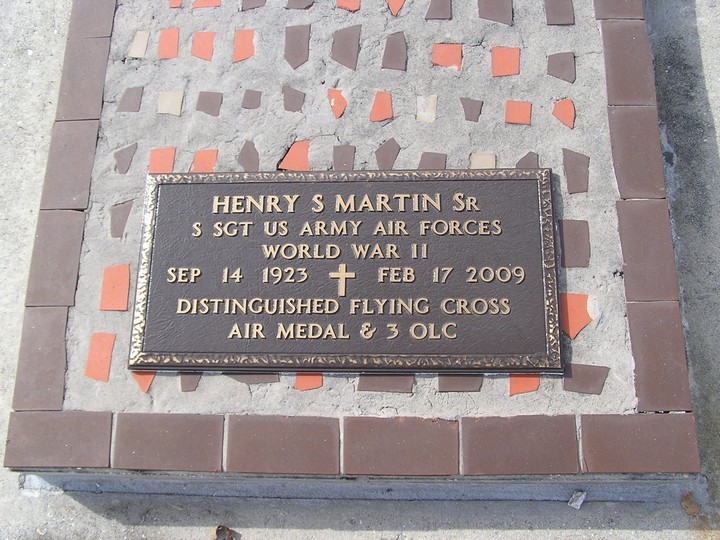 HENRY S MARTIN SR
S SGT US ARMY AIR FORCES
WORLD WAR II
SEP 14 1923 FEB 17 2009
DISTINGUISHED FLYING CROSS
AIR MEDAL & 3 OLC